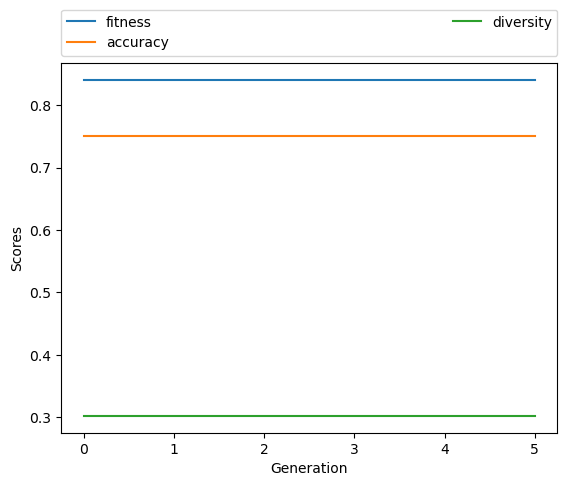 fitness
accuracy
diversity
0.8
0.7
0.6
0.5
0.4
0.3
Scores
0 1 2 3 4 5
Generation